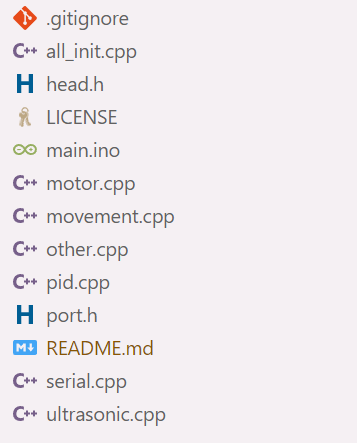 .gitignore
C++ all_init.cpp
H head.h
LICENSE
main.ino
C++ motor.cpp
C++ movement.cpp
C++ other.cpp
C++ pid.cpp
H port.h
M README.md
C++ serial.cpp
C++ ultrasonic.cpp